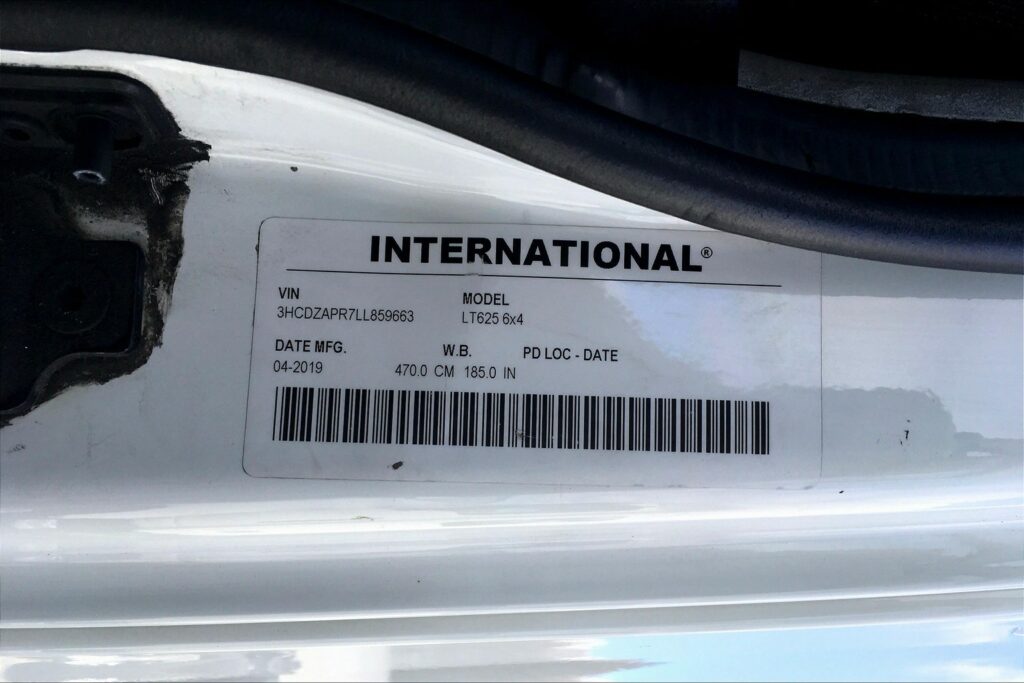 INTERNATIONAL®
VIN MODEL
3HCDZAPR7LL859663 LT625 6x4
DATE MFG. W.B. PD LOC - DATE
04-2019 470.0 CM 185.0 IN